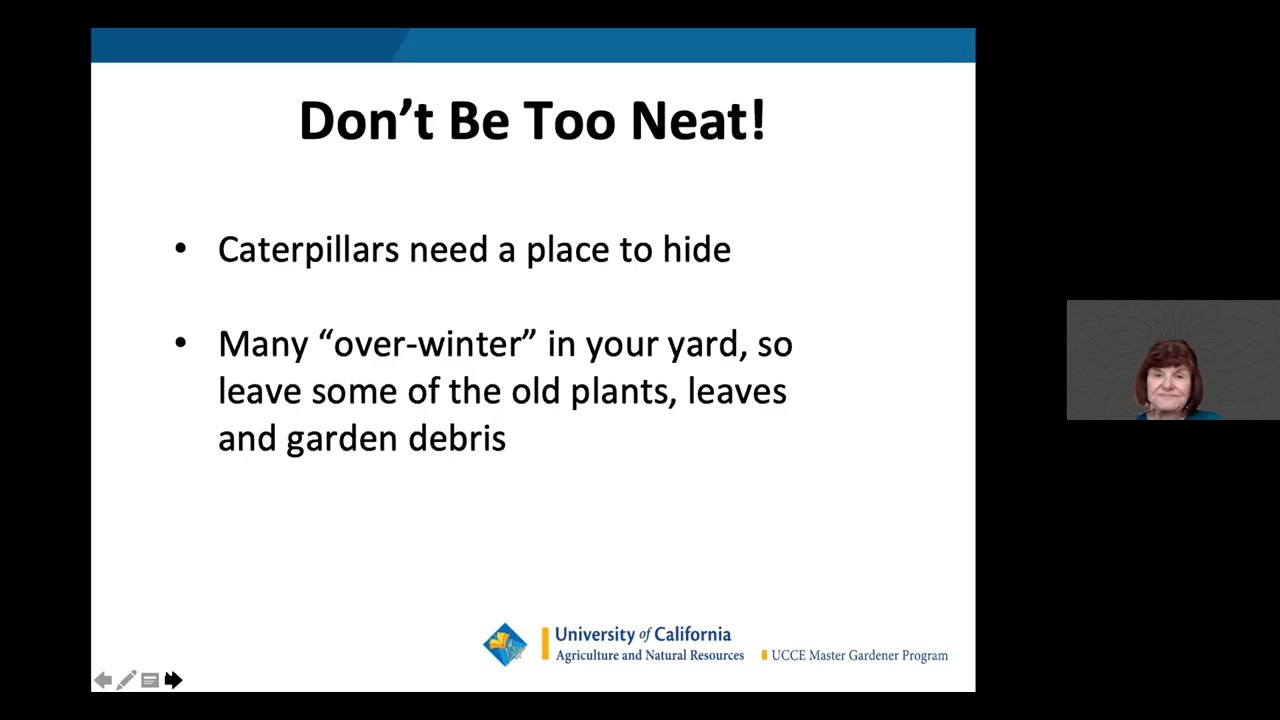 Don’t Be Too Neat!
• Caterpillars need a place to hide
• Many “over-winter” in your yard, so
leave some of the old plants, leaves
and garden debris
University of California
Agriculture and Natural Resources
UCCE Master Gardener Program